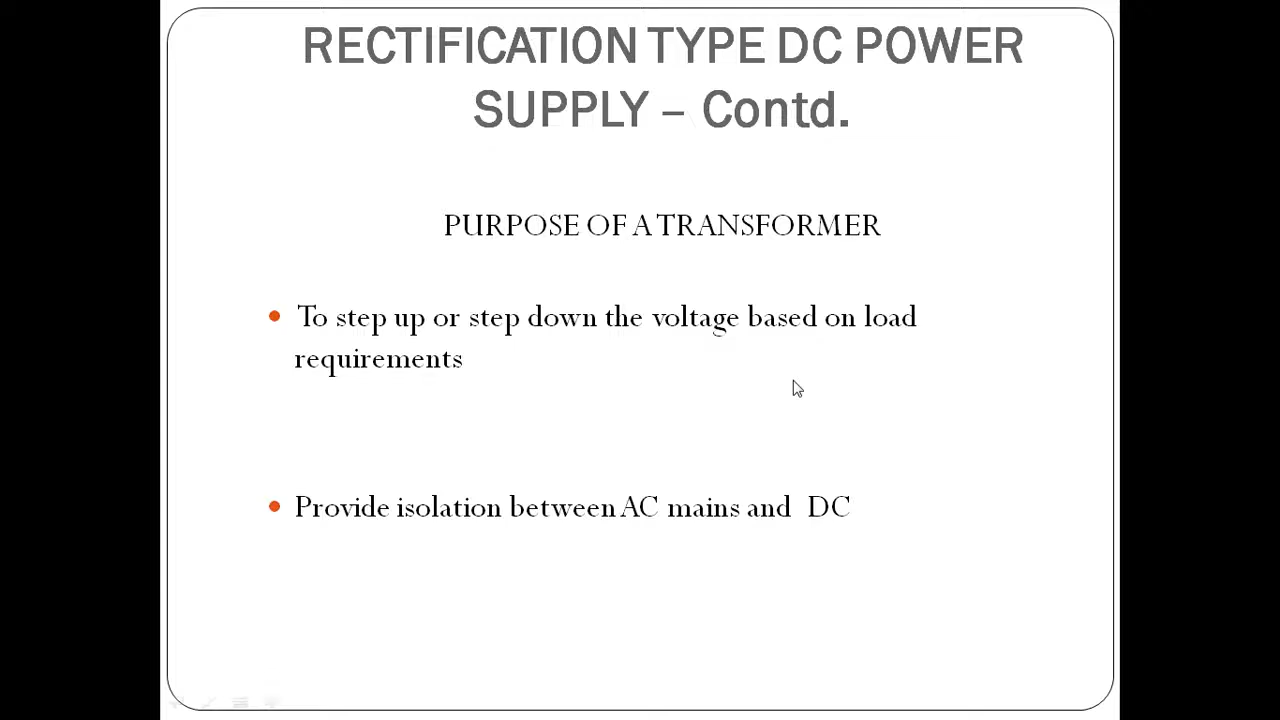 RECTIFICATION TYPE DC POWER
SUPPLY – Contd.
PURPOSE OF A TRANSFORMER
• To step up or step down the voltage based on load
requirements
• Provide isolation between AC mains and DC